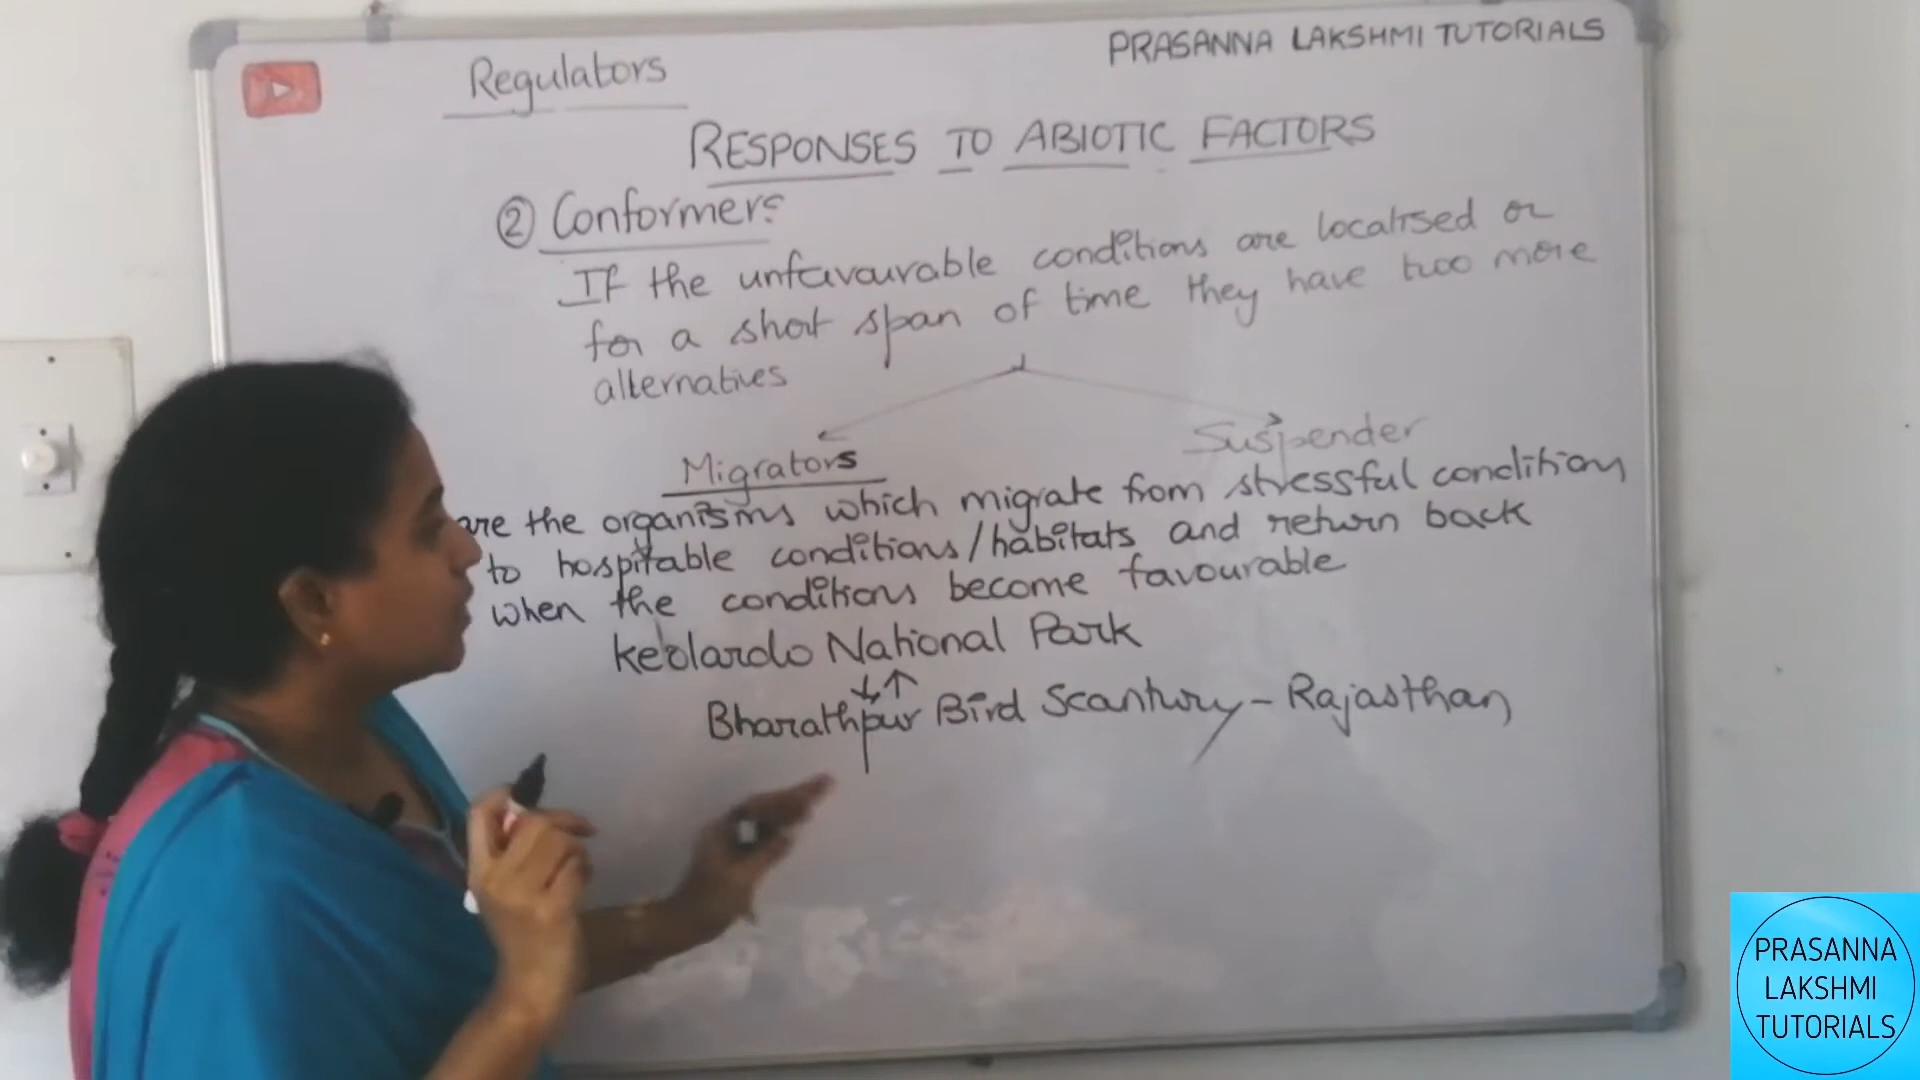 PRASANNA LAKSHMI TUTORIALS
Regulators
RESPONSES TO ABIOTIC FACTORS
② Conformers
If the unfavourable conditions are localised or
for a short span of time they have two more
alternatives
Migrators
Suspender
are the organisms which migrate from stressful condition
to hospitable conditions/habitats and return back
when the conditions become favourable
keolardo National Park
↓↑
Bharathpur Bird Scantury - Rajasthan
PRASANNA
LAKSHMI
TUTORIALS